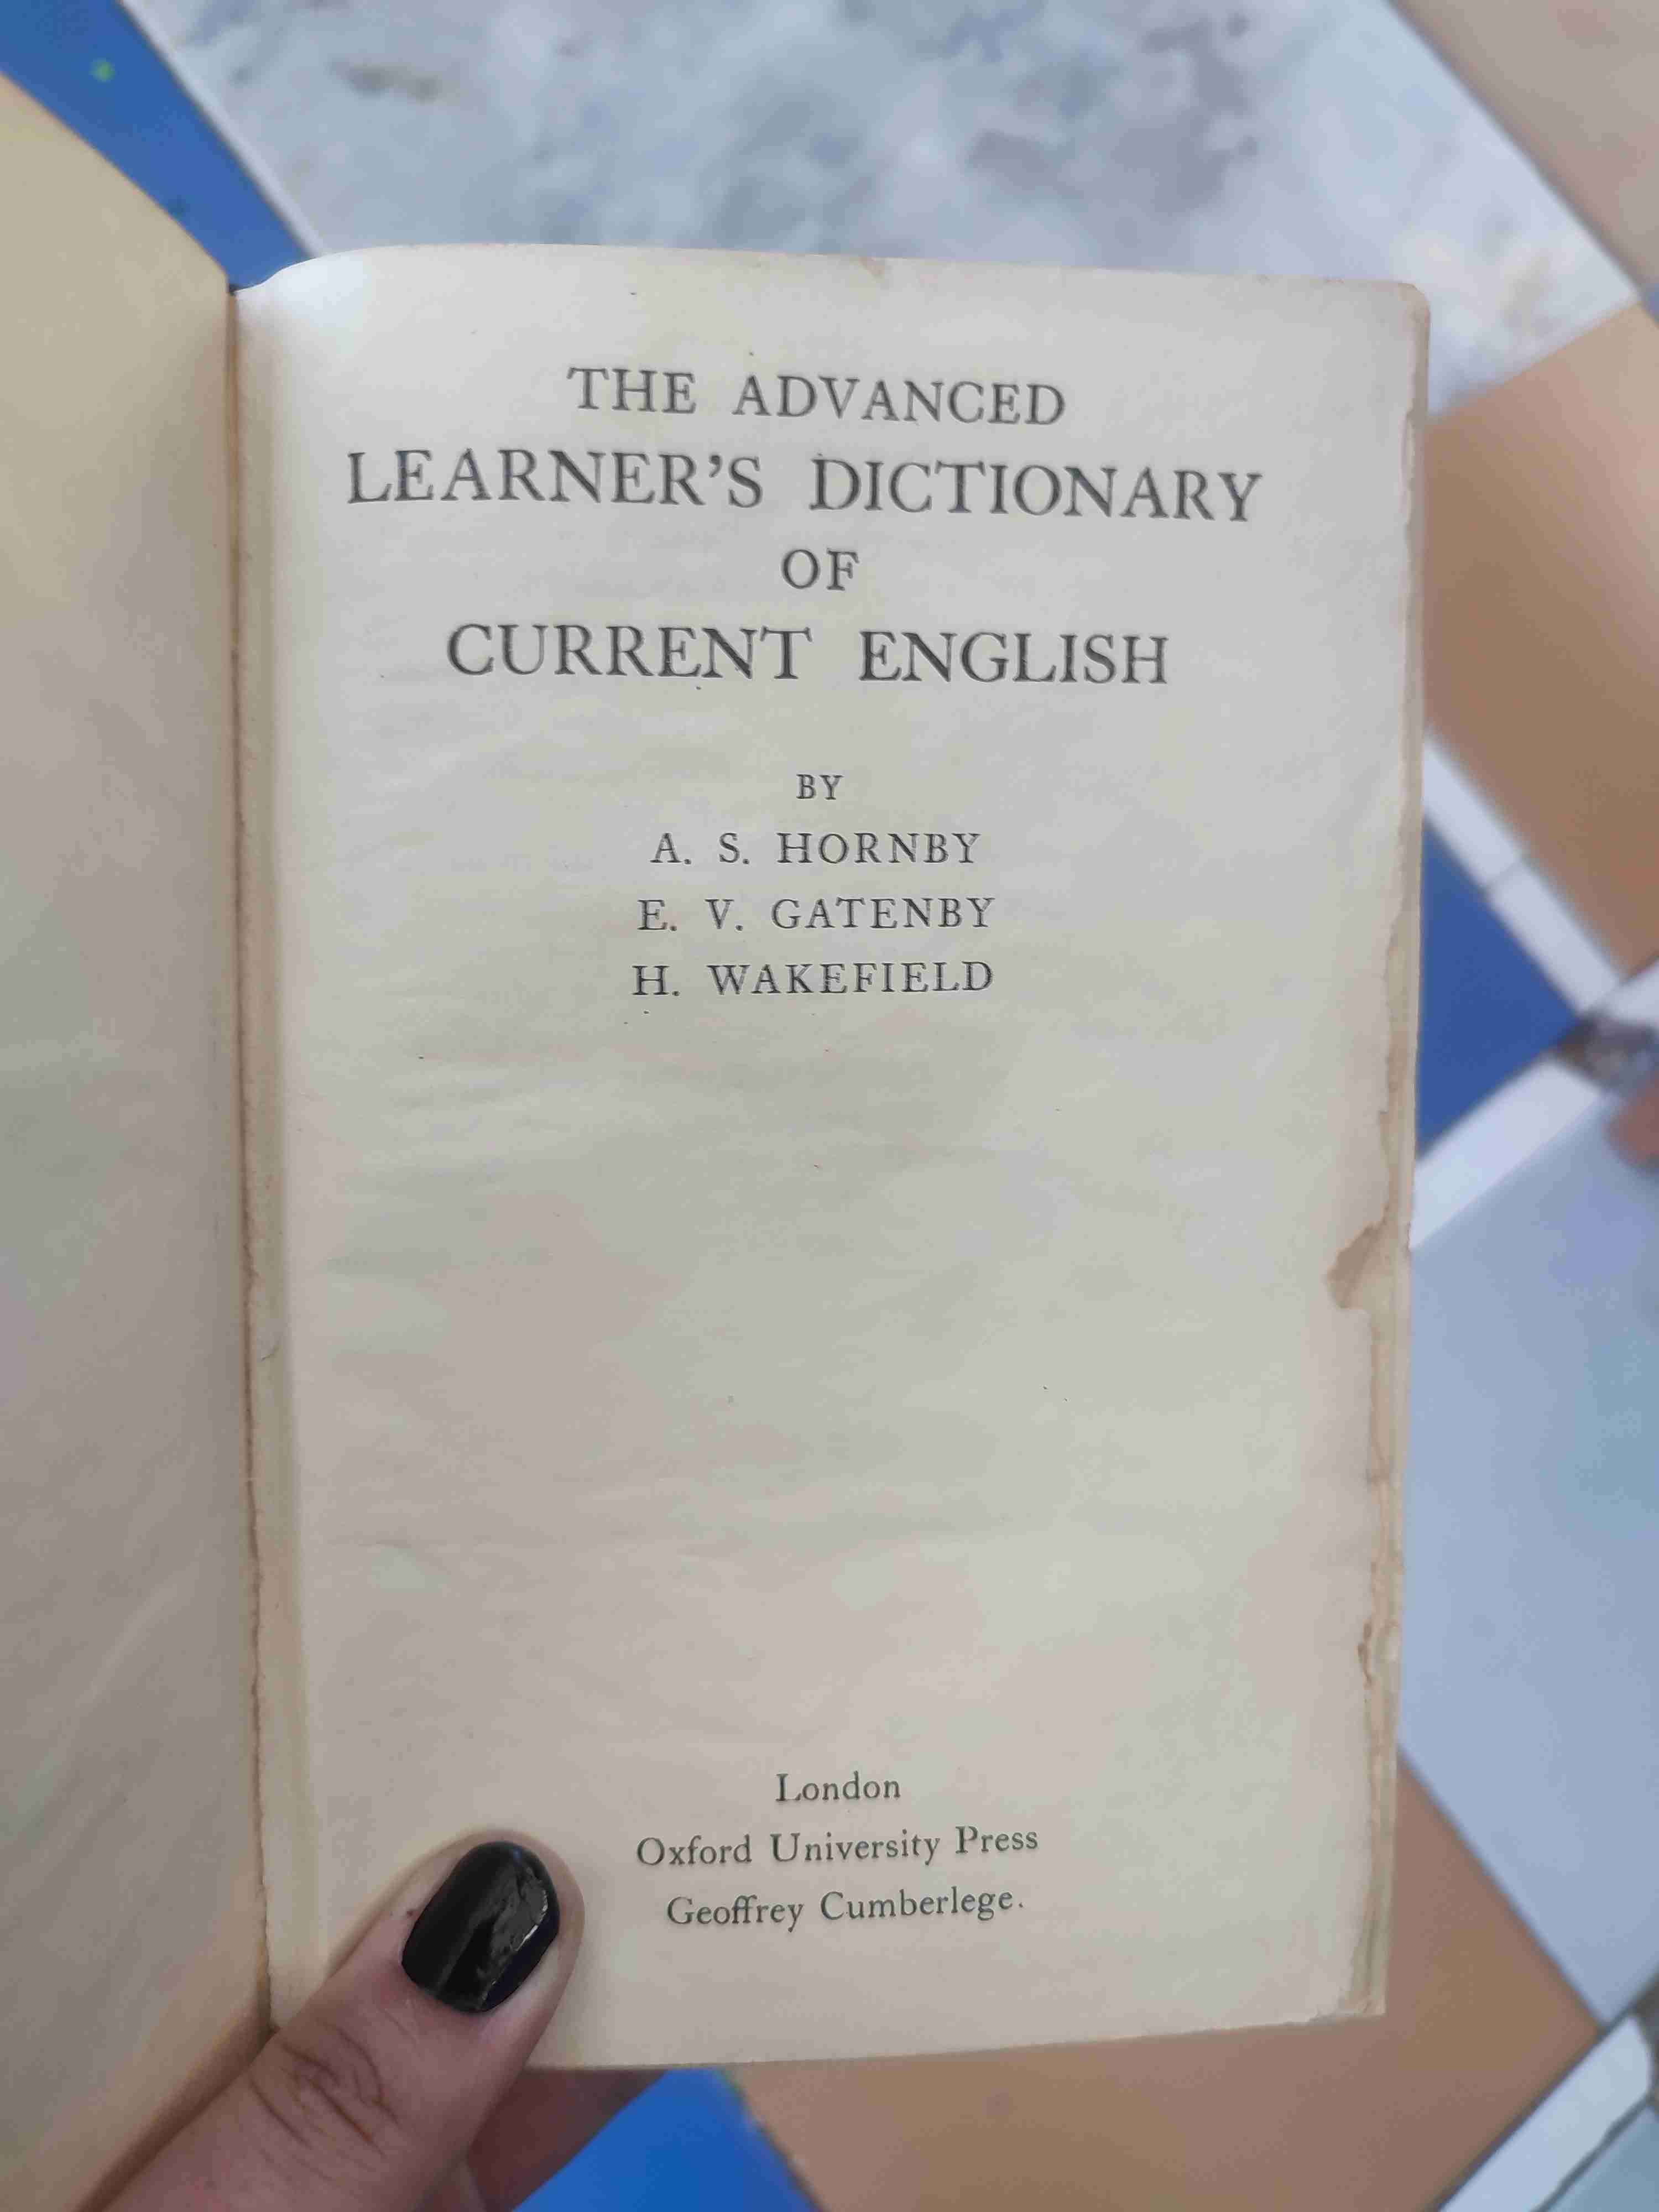 THE ADVANCED
LEARNER'S DICTIONARY
OF
CURRENT ENGLISH
BY
A. S. HORNBY
E. V. GATENBY
H. WAKEFIELD
London
Oxford University Press
Geoffrey Cumberlege.